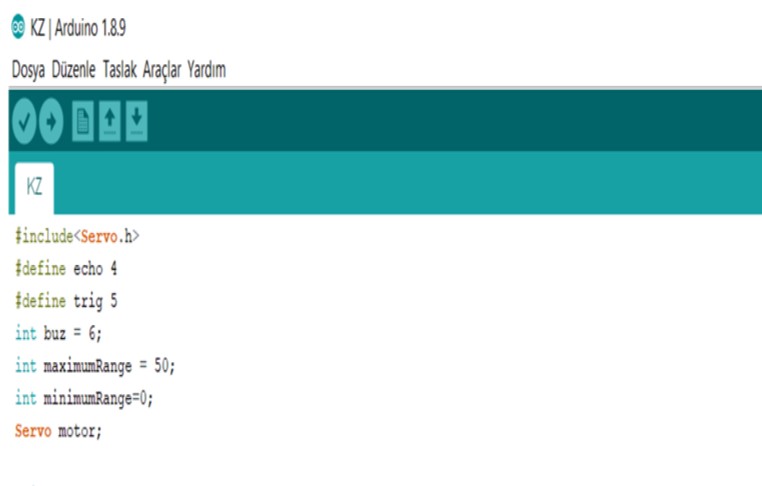 KZ | Arduino 1.8.9
Dosya Düzenle Taslak Araçlar Yardım
KZ
#include<Servo.h>
#define echo 4
#define trig 5
int buz = 6;
int maximumRange = 50;
int minimumRange=0;
Servo motor;